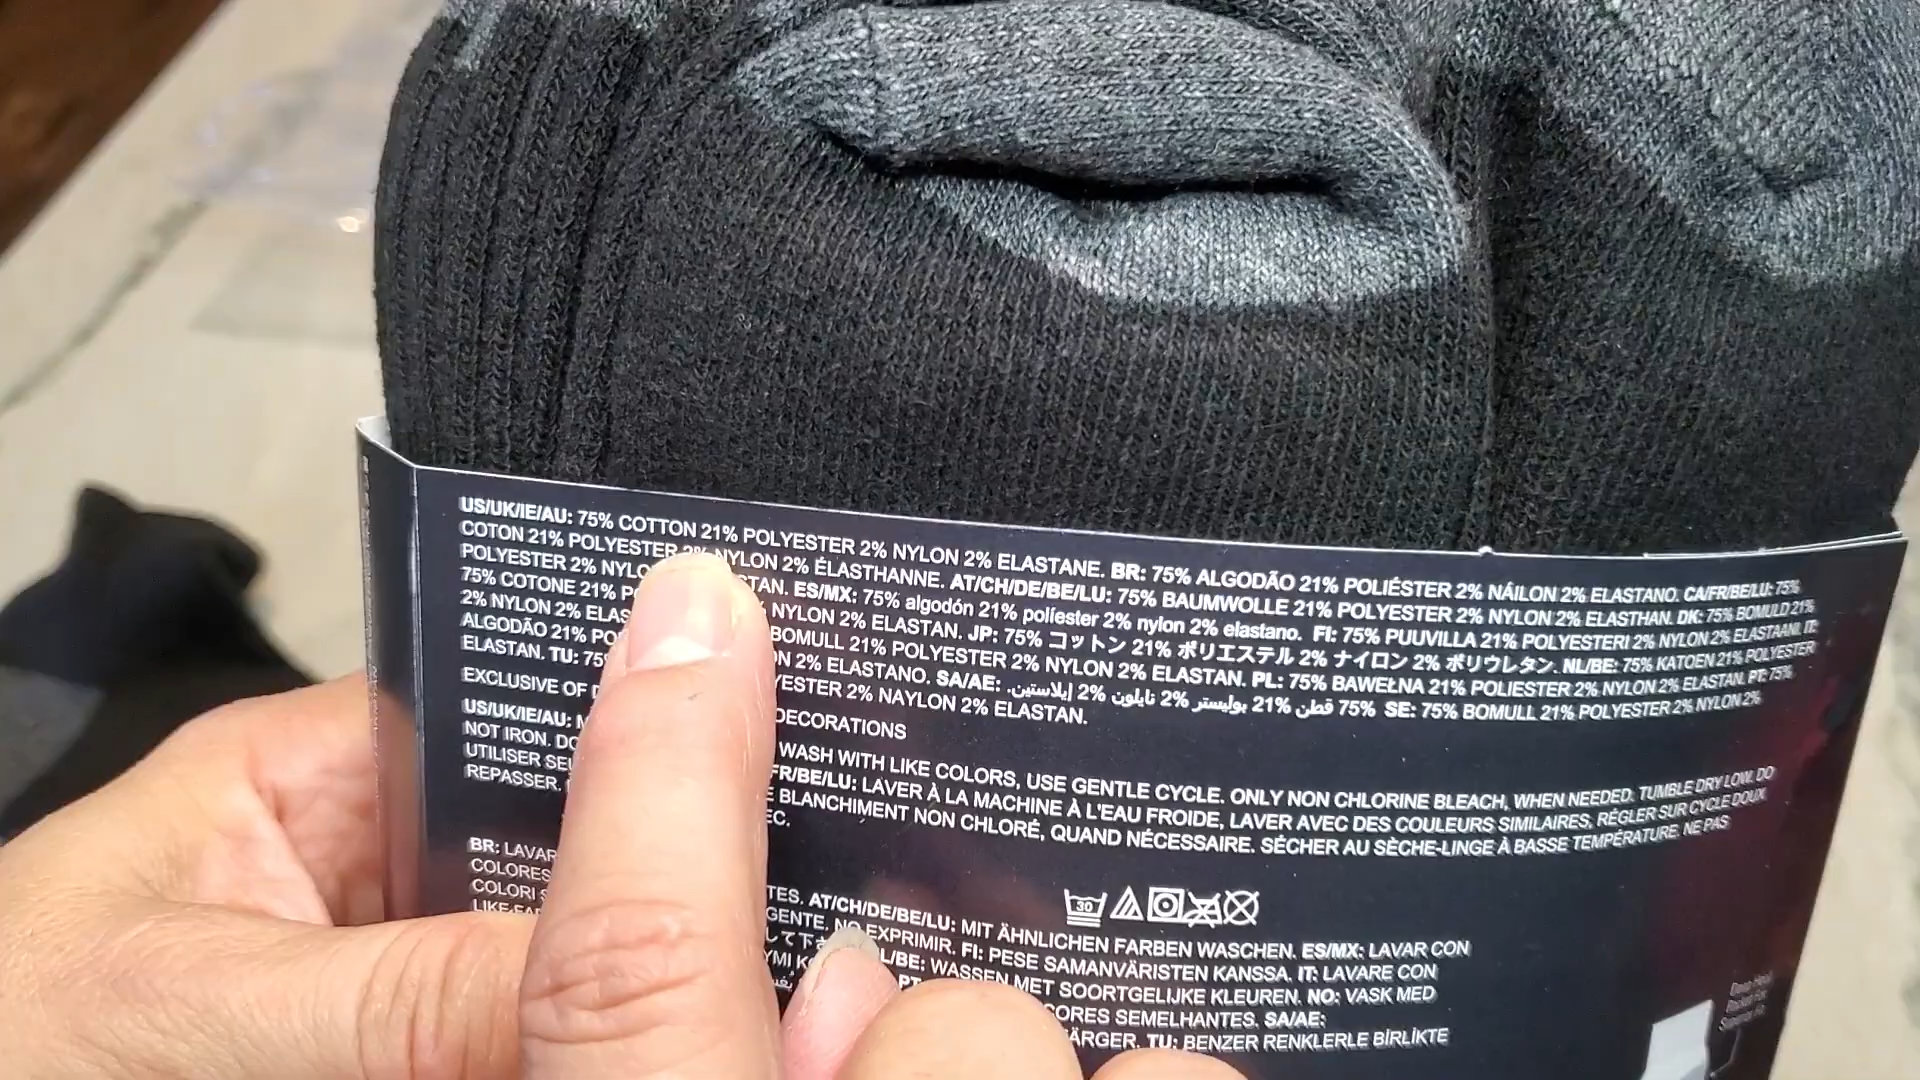 US/UK/IE/AU: 75% COTTON 21% POLYESTER 2% NYLON 2% ELASTANE. BR: 75% ALGODÃO 21% POLIÉSTER 2% NÁILON 2% ELASTANO. CA/FR/BE/LU: 75%
COTON 21% POLYESTER 2% NYLON 2% ÉLASTHANNE. AT/CH/DE/BE/LU: 75% BAUMWOLLE 21% POLYESTER 2% NYLON 2% ELASTHAN. DK: 75% BOMULD 21%
POLYESTER 2% STAN. ES/MX: 75% algodón 21% políester 2% nylon 2% elastano. FI: 75% PUUVILLA 21% POLYESTERI 2% NYLON 2% ELASTAANI. IT:
75% COTONE 21% NYLON 2% ELASTAN. JP: 75% コットン 21% ポリエステル 2% ナイロン 2% ポリウレタン. NL/BE: 75% KATOEN 21% POLYESTER
2% NYLON 2% BOMULL 21% POLYESTER 2% NYLON 2% ELASTAN. PL: 75% BAWEŁNA 21% POLIESTER 2% NYLON 2% ELASTAN. PT: 75%
ALGODÃO 21% 2% ELASTANO. SA/AE: 75% قطن 21% بوليستر 2% نايلون 2% إيلاستين. SE: 75% BOMULL 21% POLYESTER 2% NYLON 2%
ELASTAN. TU: 2% NAYLON 2% ELASTAN.
EXCLUSIVE OF DECORATIONS
US/UK/IE/AU: WASH WITH LIKE COLORS, USE GENTLE CYCLE. ONLY NON CHLORINE BLEACH, WHEN NEEDED. TUMBLE DRY LOW. DO
NOT IRON. FR/BE/LU: LAVER À LA MACHINE À L'EAU FROIDE, LAVER AVEC DES COULEURS SIMILAIRES, RÉGLER SUR CYCLE DOUX.
UTILISER BLANCHIMENT NON CHLORÉ, QUAND NÉCESSAIRE. SÉCHER AU SÈCHE-LINGE À BASSE TEMPÉRATURE. NE PAS
REPASSER.
30
BR: AT/CH/DE/BE/LU: MIT ÄHNLICHEN FARBEN WASCHEN. ES/MX: LAVAR CON
COLORES NO EXPRIMIR. FI: PESE SAMANVÄRISTEN KANSSA. IT: LAVARE CON
COLORI NL/BE: WASSEN MET SOORTGELIJKE KLEUREN. NO: VASK MED
PT: CORES SEMELHANTES. SA/AE:
TU: BENZER RENKLERLE BİRLİKTE